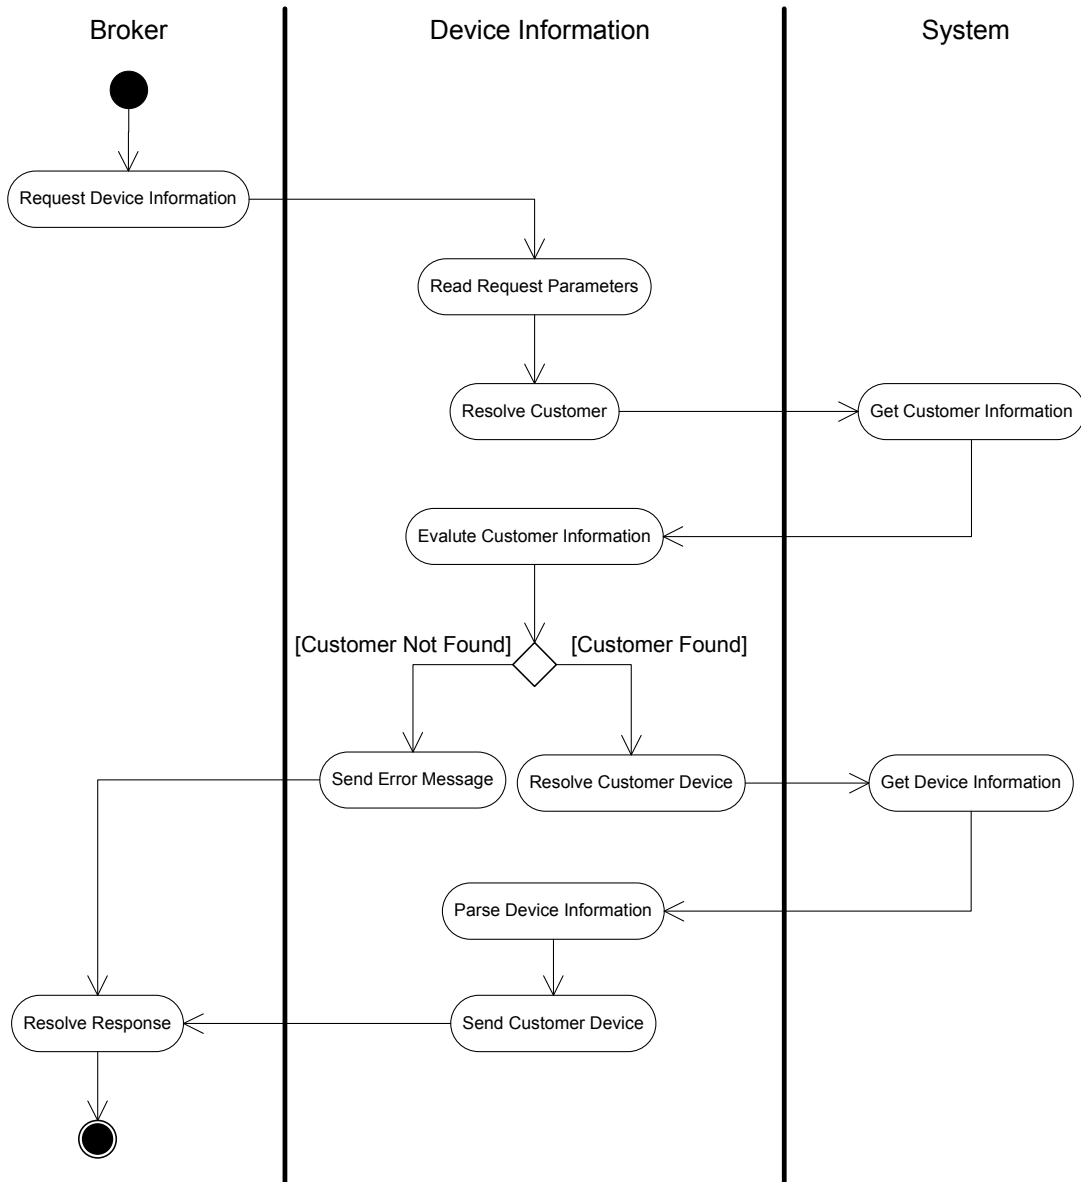 Broker
Device Information
System
Request Device Information
Read Request Parameters
Resolve Customer
Get Customer Information
Evalute Customer Information
[Customer Not Found]
[Customer Found]
Send Error Message
Resolve Customer Device
Get Device Information
Parse Device Information
Resolve Response
Send Customer Device